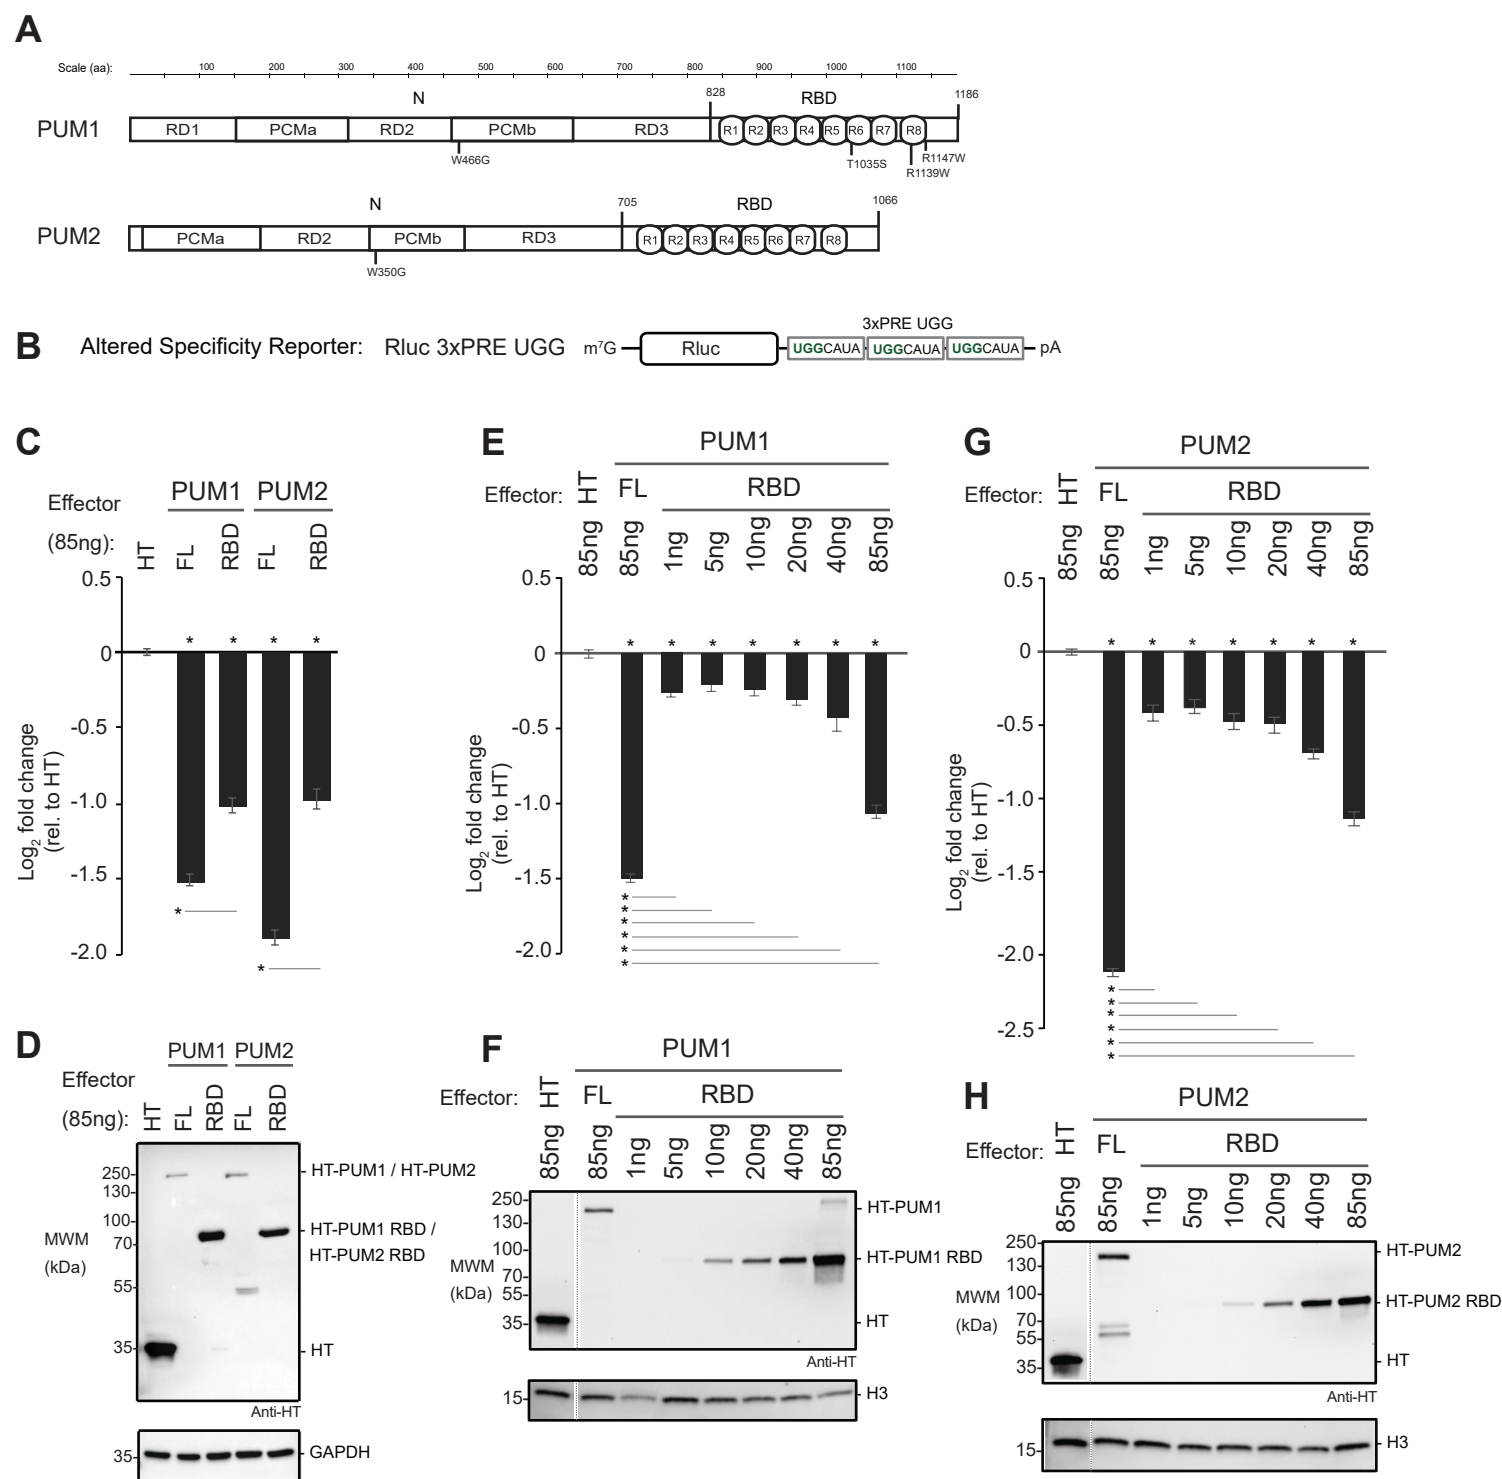 A
Scale (aa): 100 200 300 400 500 600 700 800 900 1000 1100
N 828 RBD 1186
PUM1 RD1 PCMa RD2 PCMb RD3 R1 R2 R3 R4 R5 R6 R7 R8
W466G T1035S R1147W
R1139W
N 705 RBD 1066
PUM2 PCMa RD2 PCMb RD3 R1 R2 R3 R4 R5 R6 R7 R8
W350G
B
3xPRE UGG
Altered Specificity Reporter: Rluc 3xPRE UGG m⁷G Rluc UGGCAUA UGGCAUA UGGCAUA pA
C
PUM1 PUM2
Effector
(85ng): HT FL RBD FL RBD
0.5
0
-0.5
-1.0
-1.5
-2.0
Log₂ fold change
(rel. to HT)
* * * *
*
*
E
PUM1
Effector: HT FL RBD
85ng 85ng 1ng 5ng 10ng 20ng 40ng 85ng
0.5
0
-0.5
-1.0
-1.5
-2.0
Log₂ fold change
(rel. to HT)
* * * * * * *
*
*
*
*
*
*
G
PUM2
Effector: HT FL RBD
85ng 85ng 1ng 5ng 10ng 20ng 40ng 85ng
0.5
0
-0.5
-1.0
-1.5
-2.0
-2.5
Log₂ fold change
(rel. to HT)
* * * * * * *
*
*
*
*
*
*
D
PUM1 PUM2
Effector
(85ng): HT FL RBD FL RBD
250- HT-PUM1 / HT-PUM2
130-
100- HT-PUM1 RBD /
70- HT-PUM2 RBD
55-
35- HT
MWM
(kDa)
Anti-HT
35- GAPDH
F
PUM1
Effector: HT FL RBD
85ng 85ng 1ng 5ng 10ng 20ng 40ng 85ng
250- HT-PUM1
130-
100- HT-PUM1 RBD
70-
55-
35- HT
MWM
(kDa)
Anti-HT
15- H3
H
PUM2
Effector: HT FL RBD
85ng 85ng 1ng 5ng 10ng 20ng 40ng 85ng
250- HT-PUM2
130-
100- HT-PUM2 RBD
70-
55-
35- HT
MWM
(kDa)
Anti-HT
15- H3